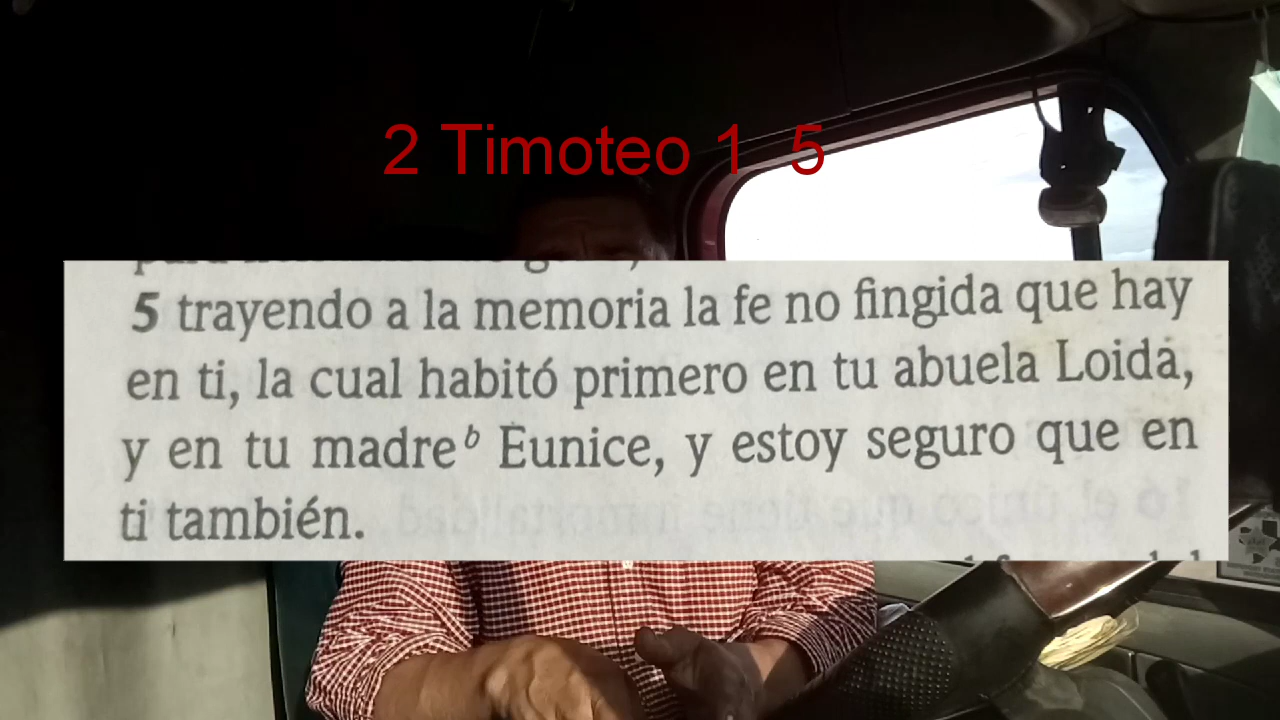 2 Timoteo 1 5
5 trayendo a la memoria la fe no fingida que hay
en ti, la cual habitó primero en tu abuela Loida,
y en tu madre b Eunice, y estoy seguro que en
ti también.